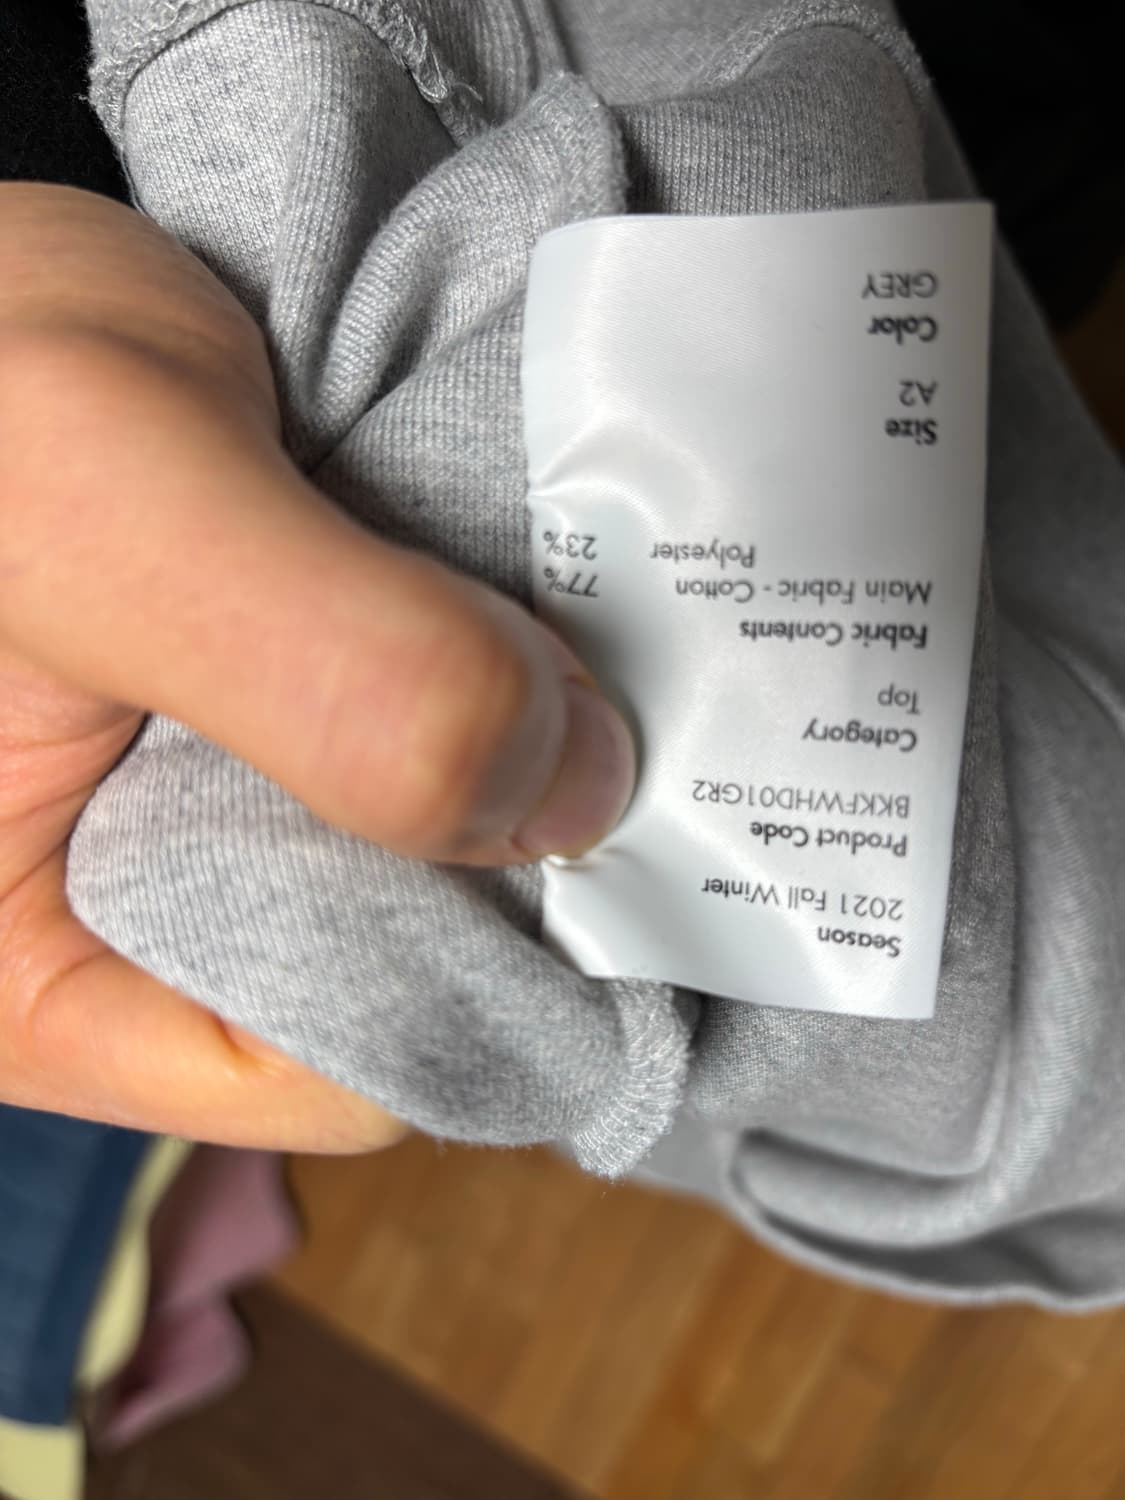 Season
2021 Fall Winter
Product Code
BKKFWHD01GR2
Category
Top
Fabric Contents
Main Fabric - Cotton 77%
Polyester 23%
Size
A2
Color
GREY